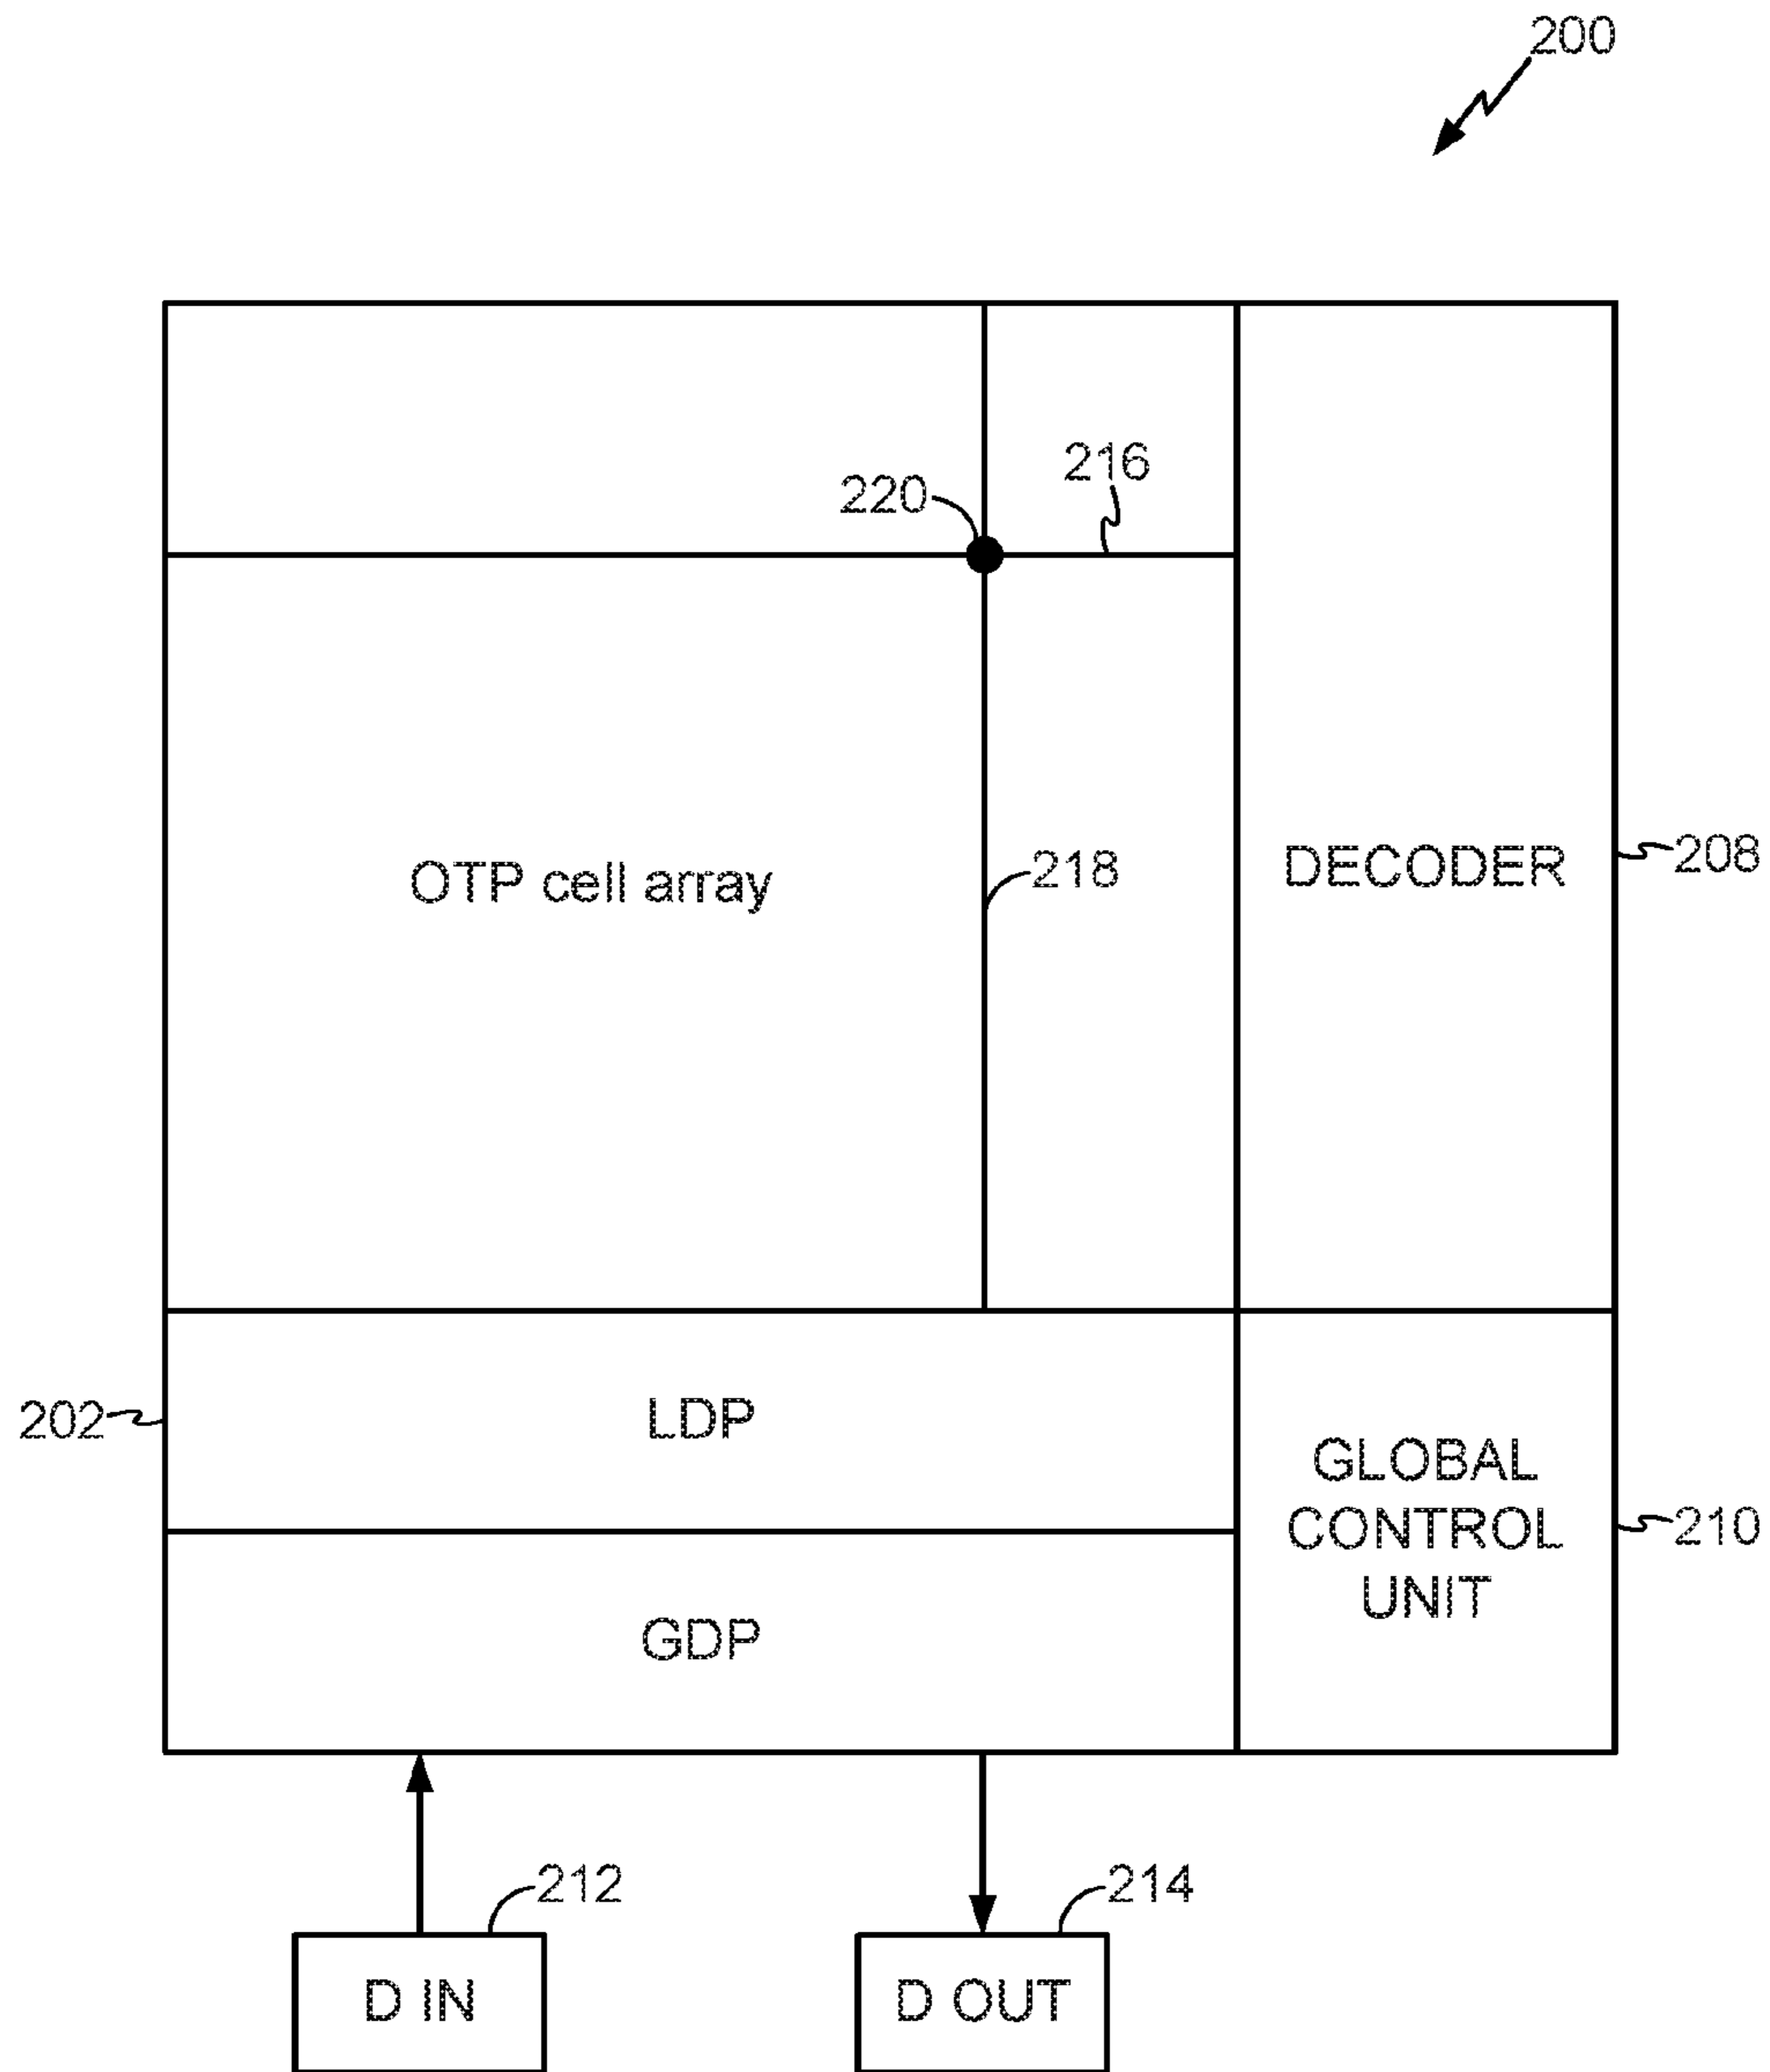 200
216
220
OTP cell array
218
DECODER
208
202
LDP
GLOBAL
CONTROL
UNIT
210
GDP
212
214
D IN
D OUT